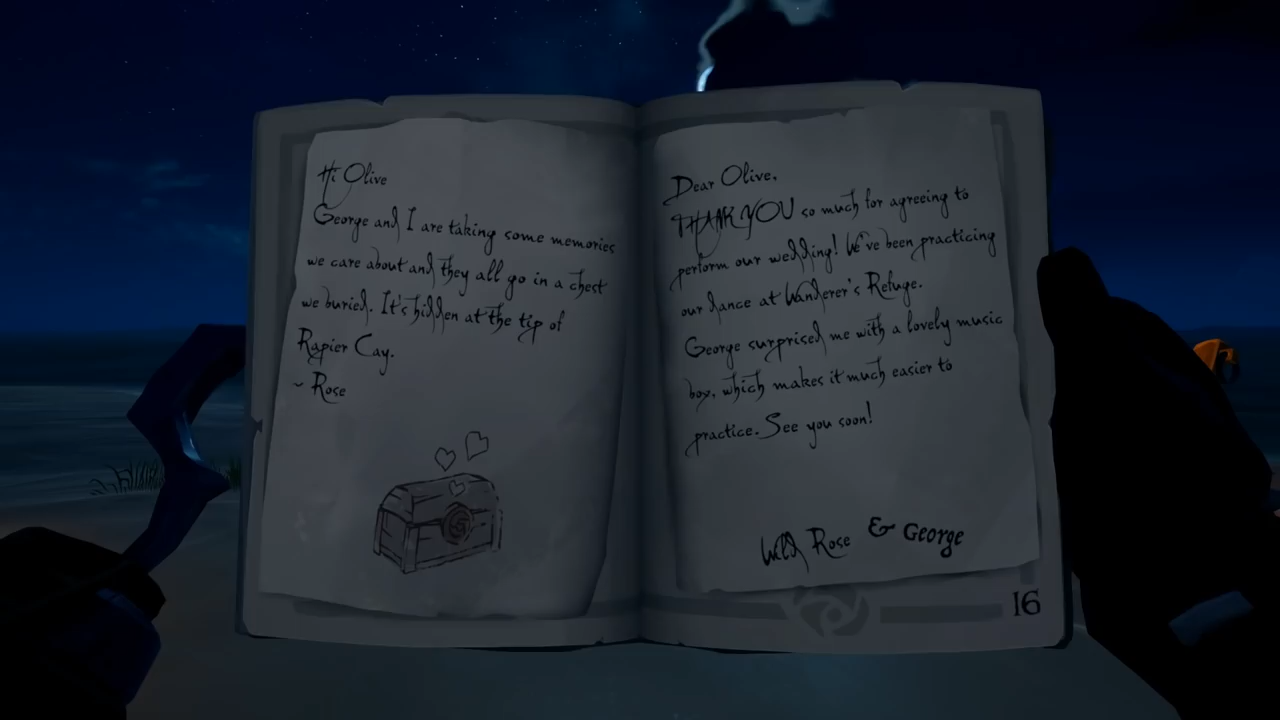 Hi Olive
George and I are taking some memories
we care about and they all go in a chest
we buried. It's hidden at the tip of
Rapier Cay.
~ Rose
Dear Olive,
THANK YOU so much for agreeing to
perform our wedding! We've been practicing
our dance at Wanderer's Refuge.
George surprised me with a lovely music
box, which makes it much easier to
practice. See you soon!
Wild Rose & George
16